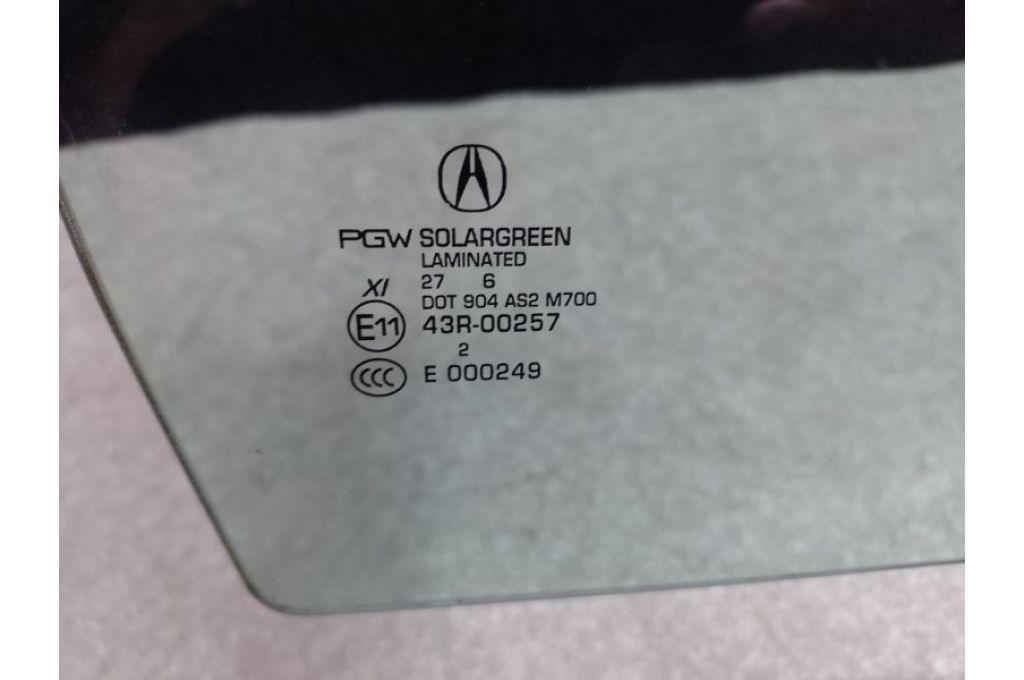 PGW SOLARGREEN
LAMINATED
XI 27 6
DOT 904 AS2 M700
E11 43R-00257
2
CCC E 000249